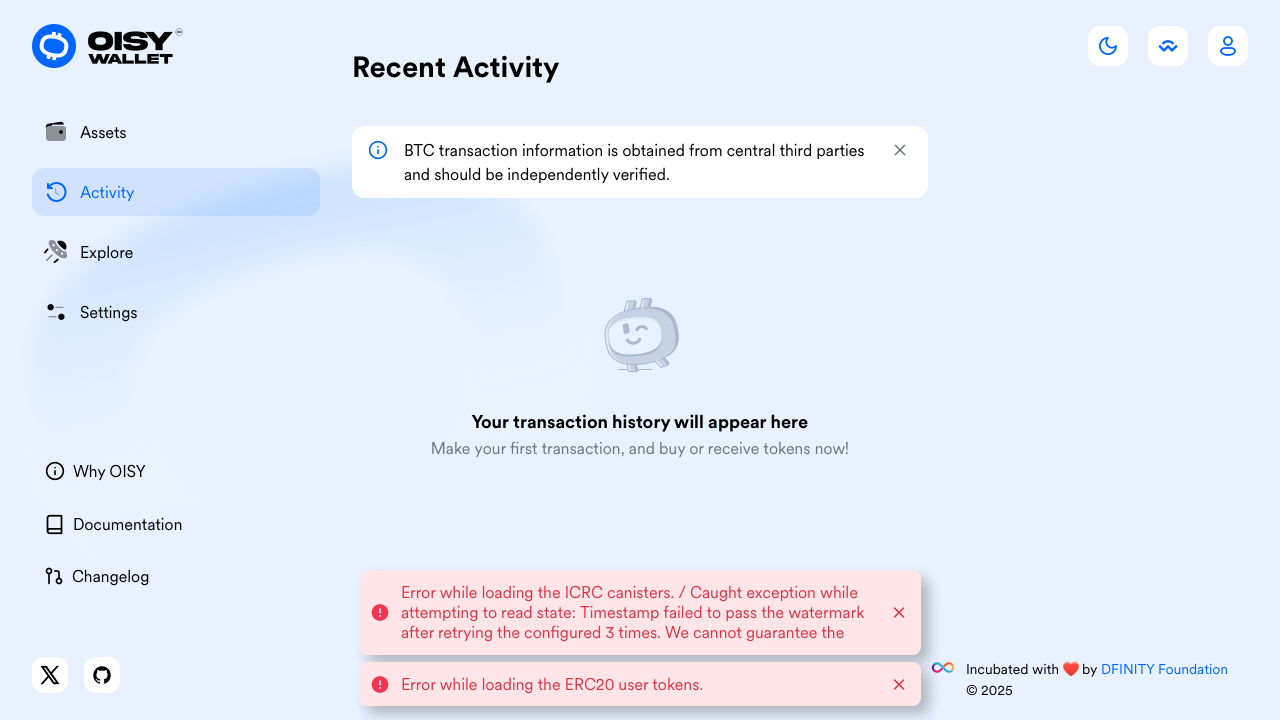 OISY
WALLET
Recent Activity
Assets
BTC transaction information is obtained from central third parties
and should be independently verified.
Activity
Explore
Settings
Your transaction history will appear here
Make your first transaction, and buy or receive tokens now!
Why OISY
Documentation
Changelog
Error while loading the ICRC canisters. / Caught exception while
attempting to read state: Timestamp failed to pass the watermark
after retrying the configured 3 times. We cannot guarantee the
Error while loading the ERC20 user tokens.
Incubated with ❤️ by DFINITY Foundation
© 2025